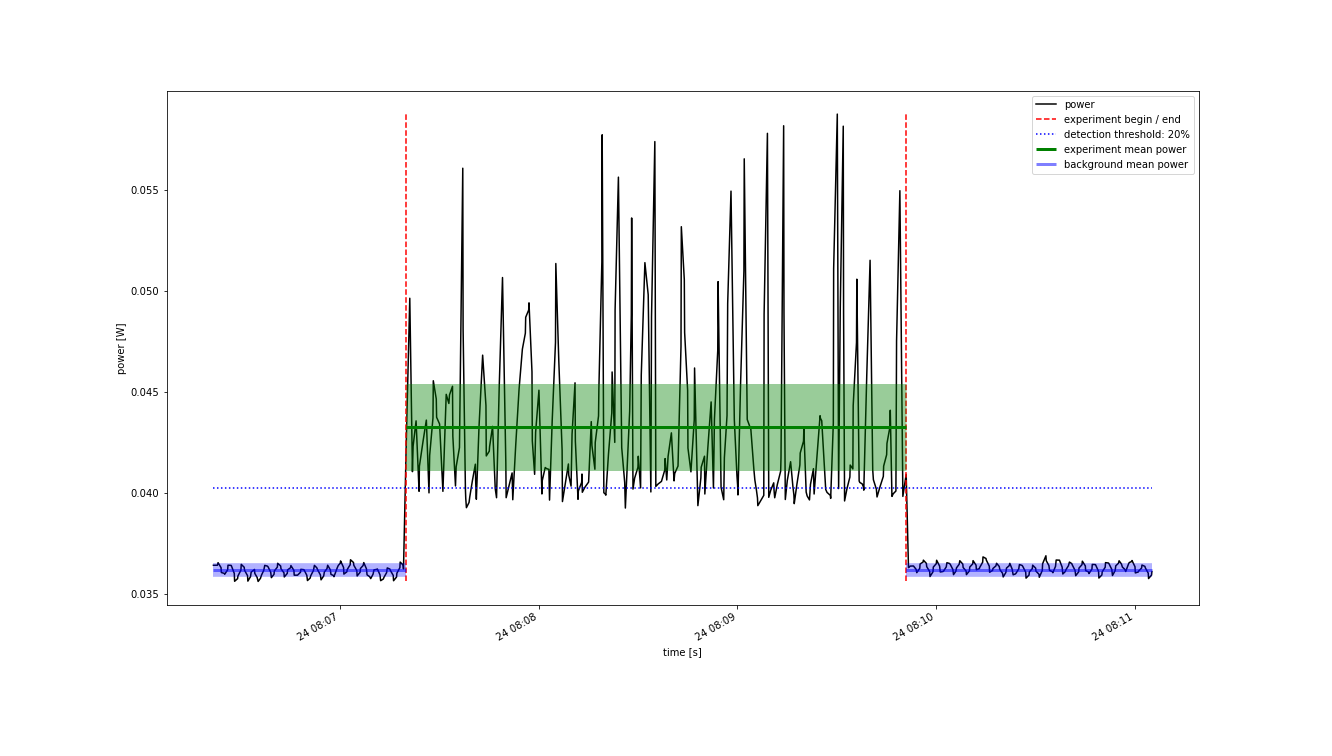 power
experiment begin / end
detection threshold: 20%
experiment mean power
background mean power
0.055
0.050
0.045
0.040
0.035
power [W]
24 08:07
24 08:08
24 08:09
24 08:10
24 08:11
time [s]